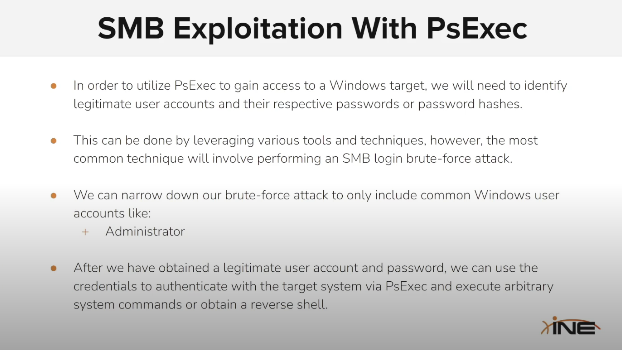 SMB Exploitation With PsExec
● In order to utilize PsExec to gain access to a Windows target, we will need to identify
legitimate user accounts and their respective passwords or password hashes.
● This can be done by leveraging various tools and techniques, however, the most
common technique will involve performing an SMB login brute-force attack.
● We can narrow down our brute-force attack to only include common Windows user
accounts like:
+ Administrator
● After we have obtained a legitimate user account and password, we can use the
credentials to authenticate with the target system via PsExec and execute arbitrary
system commands or obtain a reverse shell.
INE